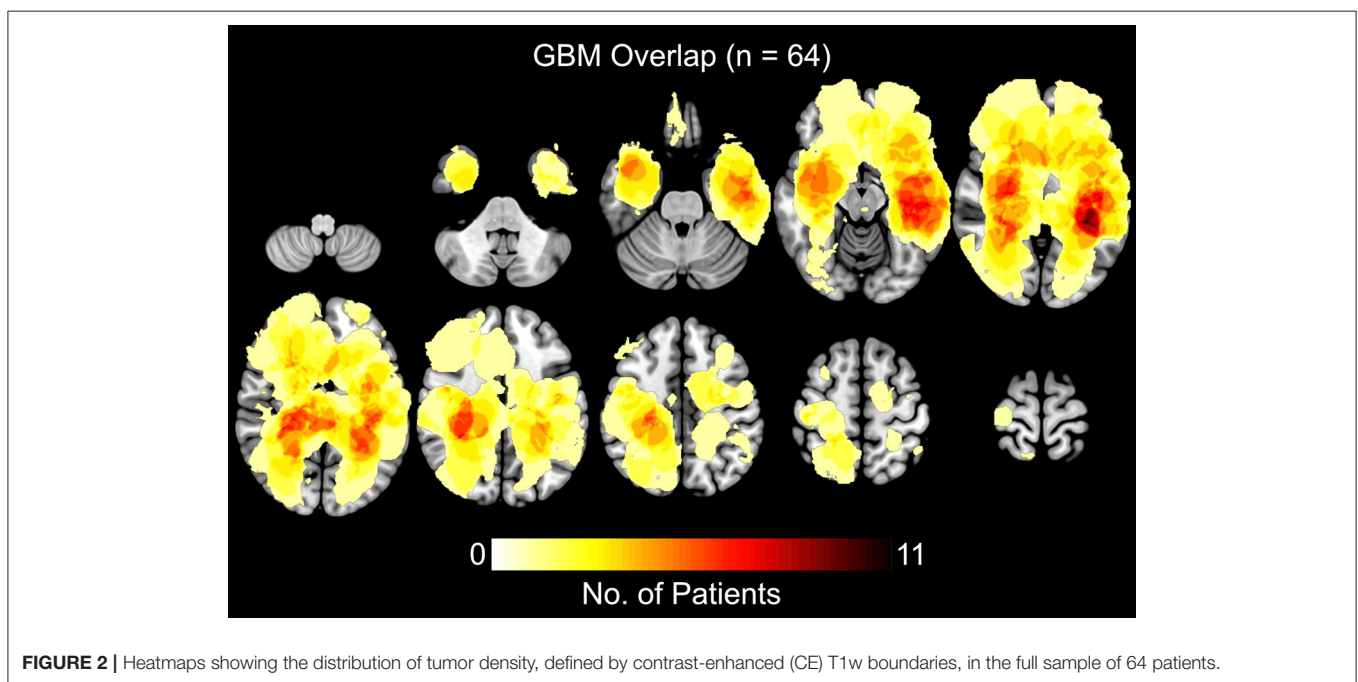 GBM Overlap (n = 64)
0
11
No. of Patients
FIGURE 2 | Heatmaps showing the distribution of tumor density, defined by contrast-enhanced (CE) T1w boundaries, in the full sample of 64 patients.